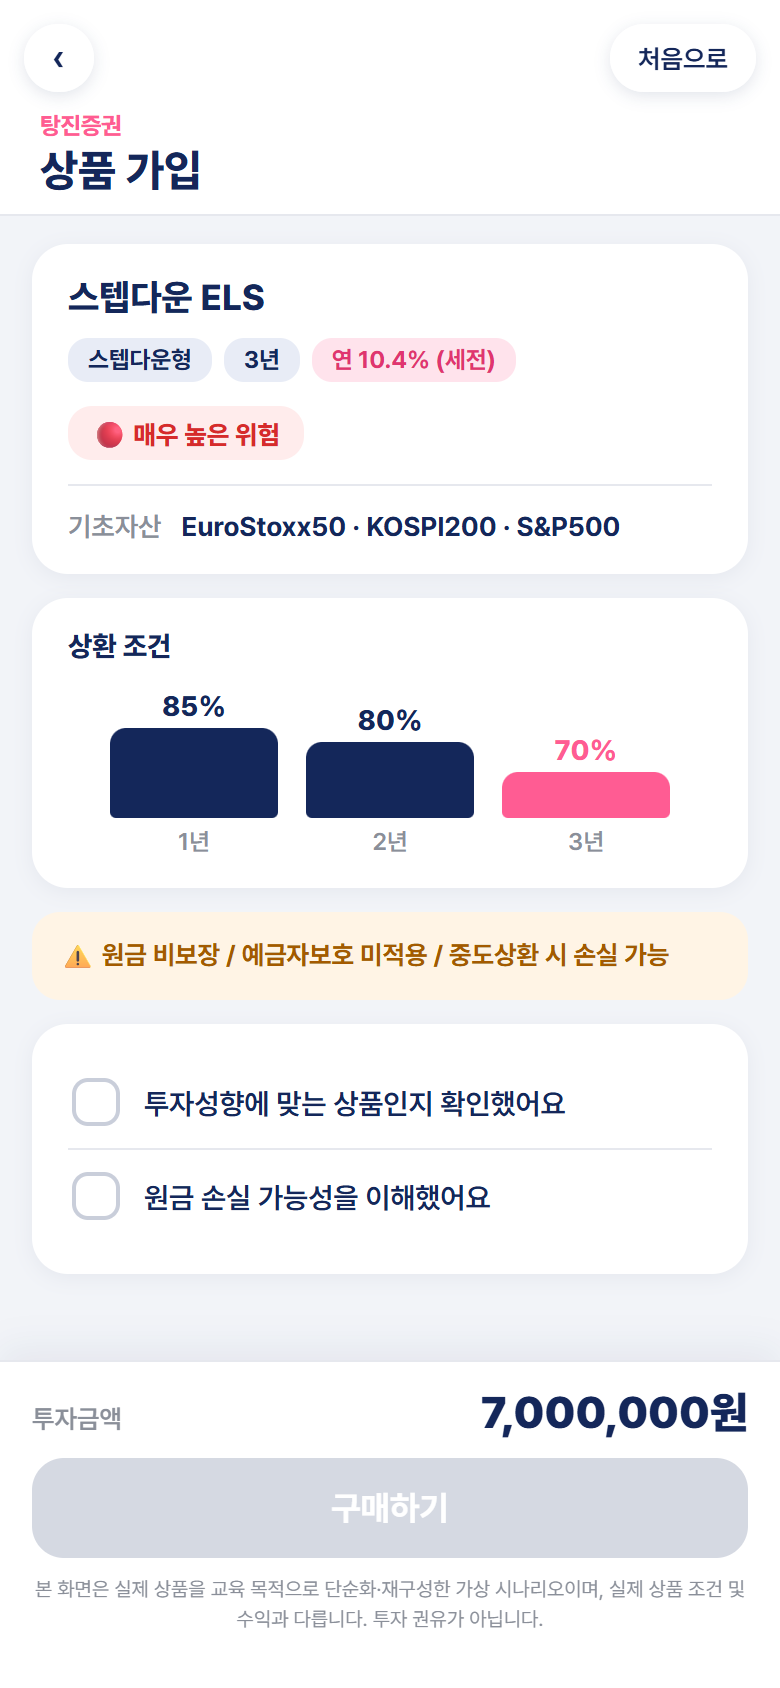 ‹
처음으로
탕진증권
상품 가입
스텝다운 ELS
스텝다운형 3년 연 10.4% (세전)
매우 높은 위험
기초자산 EuroStoxx50 · KOSPI200 · S&P500
상환 조건
85% 80% 70%
1년 2년 3년
원금 비보장 / 예금자보호 미적용 / 중도상환 시 손실 가능
투자성향에 맞는 상품인지 확인했어요
원금 손실 가능성을 이해했어요
투자금액 7,000,000원
구매하기
본 화면은 실제 상품을 교육 목적으로 단순화·재구성한 가상 시나리오이며, 실제 상품 조건 및
수익과 다릅니다. 투자 권유가 아닙니다.